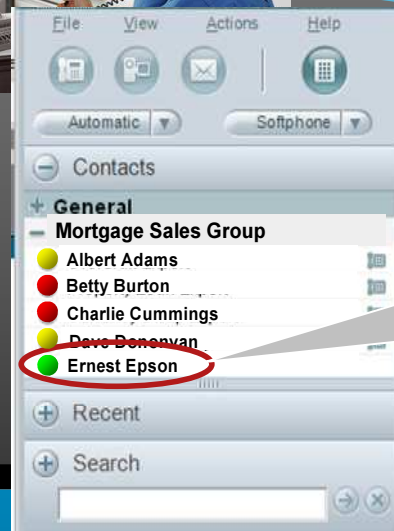 File View Actions Help
Automatic Softphone
Contacts
General
Mortgage Sales Group
Albert Adams
Betty Burton
Charlie Cummings
Dave Donovan
Ernest Epson
Recent
Search